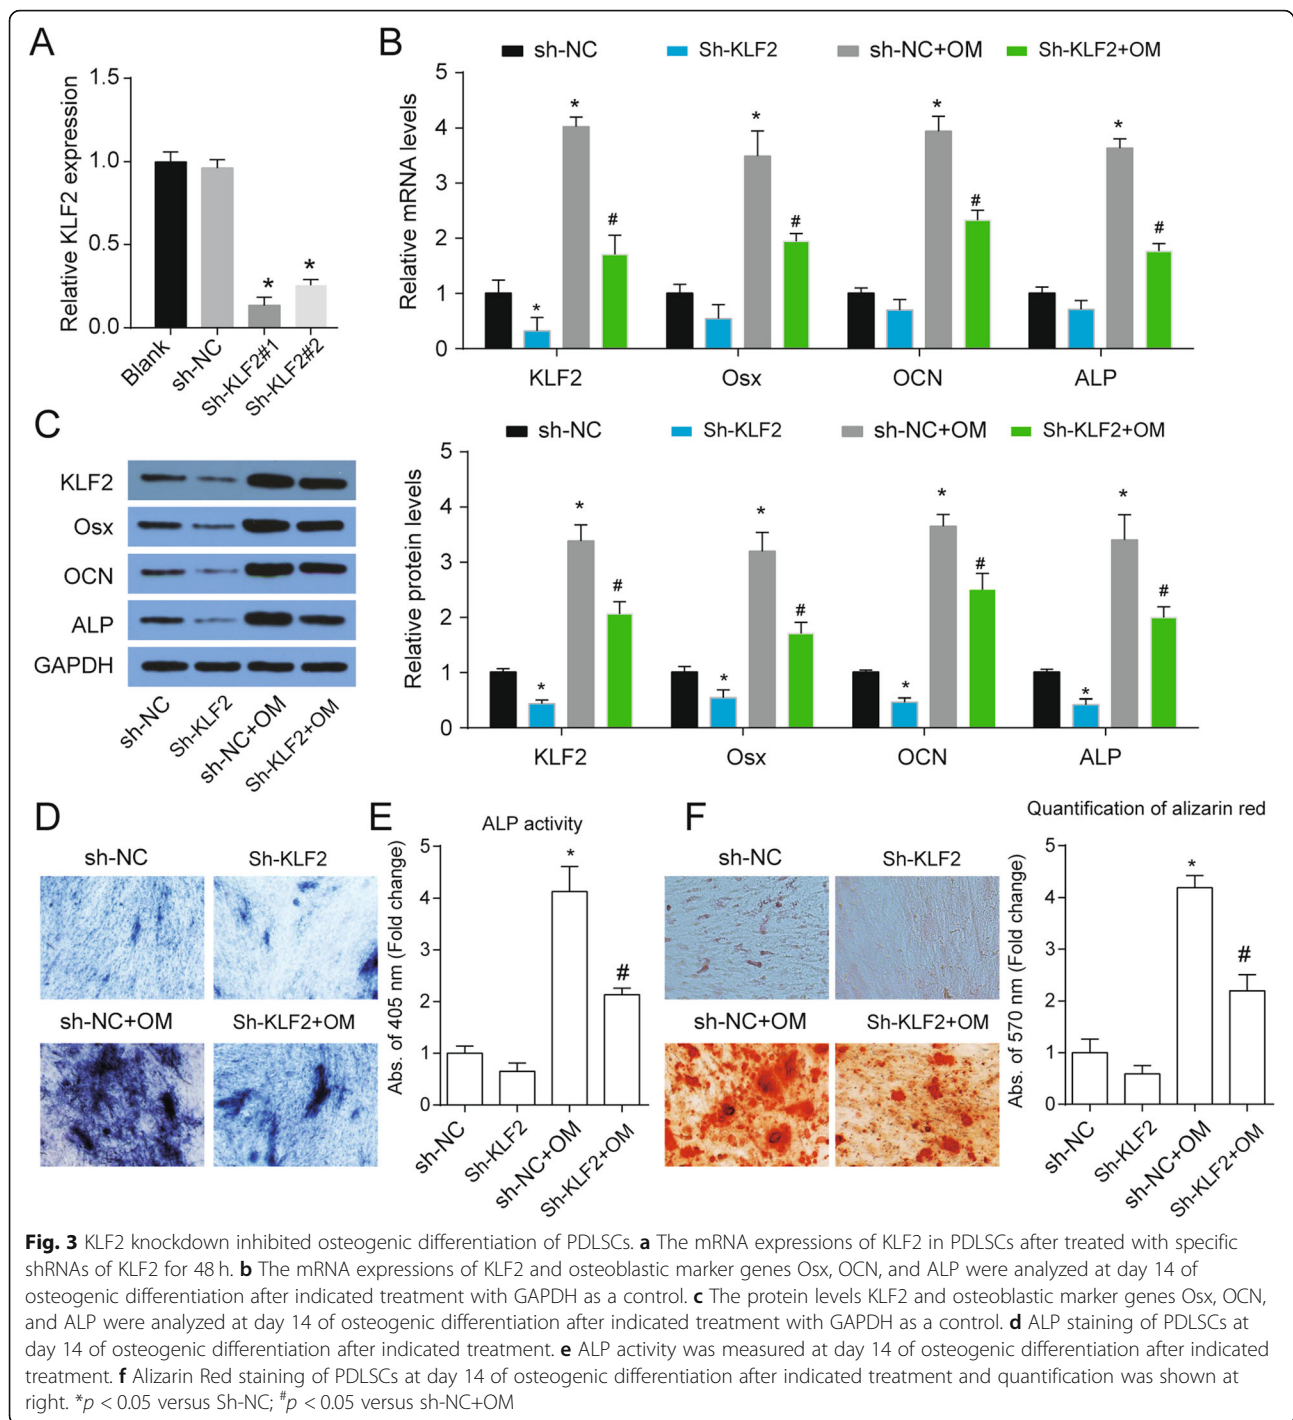 A
Relative KLF2 expression
1.5
1.0
0.5
0.0
Blank
sh-NC
Sh-KLF2#1
Sh-KLF2#2
*
*
B
sh-NC
Sh-KLF2
sh-NC+OM
Sh-KLF2+OM
Relative mRNA levels
5
4
3
2
1
0
* * # * # * # * #
KLF2
Osx
OCN
ALP
C
KLF2
Osx
OCN
ALP
GAPDH
sh-NC
Sh-KLF2
sh-NC+OM
Sh-KLF2+OM
sh-NC
Sh-KLF2
sh-NC+OM
Sh-KLF2+OM
Relative protein levels
5
4
3
2
1
0
* * # * * # * * # * * #
KLF2
Osx
OCN
ALP
D
sh-NC
Sh-KLF2
sh-NC+OM
Sh-KLF2+OM
E
ALP activity
Abs. of 405 nm (Fold change)
5
4
3
2
1
0
*
#
sh-NC
Sh-KLF2
sh-NC+OM
Sh-KLF2+OM
F
sh-NC
Sh-KLF2
sh-NC+OM
Sh-KLF2+OM
Quantification of alizarin red
Abs. of 570 nm (Fold change)
5
4
3
2
1
0
*
#
sh-NC
Sh-KLF2
sh-NC+OM
Sh-KLF2+OM
Fig. 3 KLF2 knockdown inhibited osteogenic differentiation of PDLSCs. a The mRNA expressions of KLF2 in PDLSCs after treated with specific
shRNAs of KLF2 for 48 h. b The mRNA expressions of KLF2 and osteoblastic marker genes Osx, OCN, and ALP were analyzed at day 14 of
osteogenic differentiation after indicated treatment with GAPDH as a control. c The protein levels KLF2 and osteoblastic marker genes Osx, OCN,
and ALP were analyzed at day 14 of osteogenic differentiation after indicated treatment with GAPDH as a control. d ALP staining of PDLSCs at
day 14 of osteogenic differentiation after indicated treatment. e ALP activity was measured at day 14 of osteogenic differentiation after indicated
treatment. f Alizarin Red staining of PDLSCs at day 14 of osteogenic differentiation after indicated treatment and quantification was shown at
right. *p < 0.05 versus Sh-NC; #p < 0.05 versus sh-NC+OM